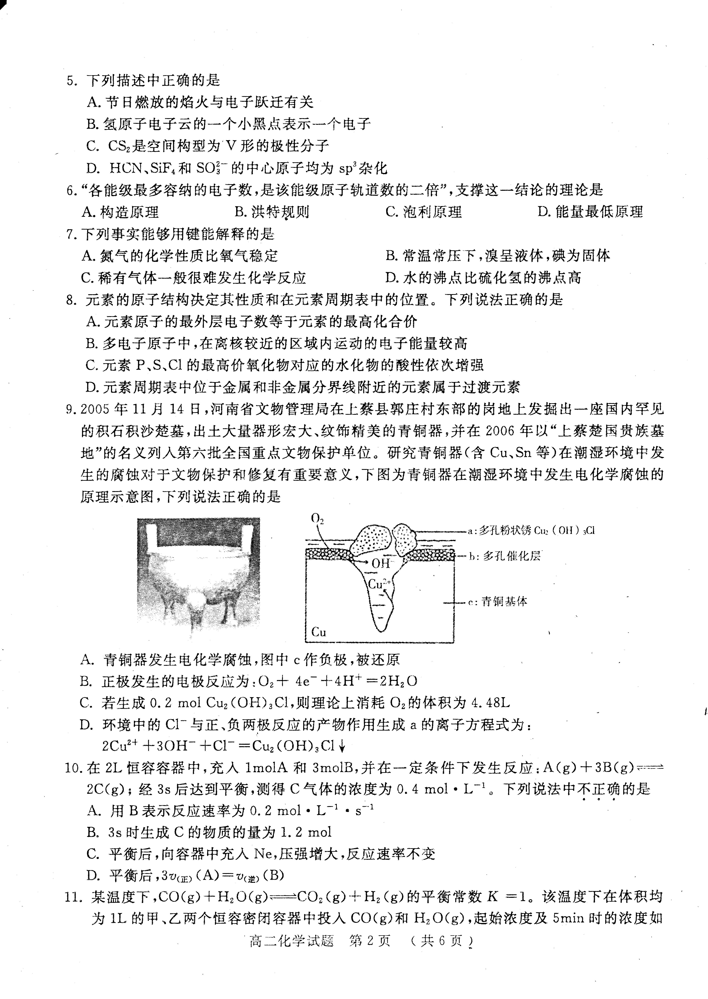 5. 下列描述中正确的是
A. 节日燃放的焰火与电子跃迁有关
B. 氢原子电子云的一个小黑点表示一个电子
C. CS₂是空间构型为 V 形的极性分子
D. HCN、SiF₄和 SO₃²⁻的中心原子均为 sp³杂化
6. “各能级最多容纳的电子数，是该能级原子轨道数的二倍”，支撑这一结论的理论是
A. 构造原理 B. 洪特规则 C. 泡利原理 D. 能量最低原理
7. 下列事实能够用键能解释的是
A. 氮气的化学性质比氧气稳定 B. 常温常压下，溴呈液体，碘为固体
C. 稀有气体一般很难发生化学反应 D. 水的沸点比硫化氢的沸点高
8. 元素的原子结构决定其性质和在元素周期表中的位置。下列说法正确的是
A. 元素原子的最外层电子数等于元素的最高化合价
B. 多电子原子中，在离核较近的区域内运动的电子能量较高
C. 元素 P、S、Cl 的最高价氧化物对应的水化物的酸性依次增强
D. 元素周期表中位于金属和非金属分界线附近的元素属于过渡元素
9. 2005 年 11 月 14 日，河南省文物管理局在上蔡县郭庄村东部的岗地上发掘出一座国内罕见
的积石积沙楚墓，出土大量器形宏大、纹饰精美的青铜器，并在 2006 年以“上蔡楚国贵族墓
地”的名义列入第六批全国重点文物保护单位。研究青铜器（含 Cu、Sn 等）在潮湿环境中发
生的腐蚀对于文物保护和修复有重要意义，下图为青铜器在潮湿环境中发生电化学腐蚀的
原理示意图，下列说法正确的是
O₂
a：多孔粉状锈 Cu₂（OH）₃Cl
b：多孔催化层
OH⁻
Cu²⁺
c：青铜基体
Cu
A. 青铜器发生电化学腐蚀，图中 c 作负极，被还原
B. 正极发生的电极反应为：O₂＋ 4e⁻＋4H⁺＝2H₂O
C. 若生成 0.2 mol Cu₂(OH)₃Cl，则理论上消耗 O₂的体积为 4.48L
D. 环境中的 Cl⁻与正、负两极反应的产物作用生成 a 的离子方程式为：
2Cu²⁺＋3OH⁻＋Cl⁻＝Cu₂(OH)₃Cl↓
10. 在 2L 恒容容器中，充入 1molA 和 3molB，并在一定条件下发生反应：A(g)＋3B(g)⇌
2C(g)；经 3s 后达到平衡，测得 C 气体的浓度为 0.4 mol·L⁻¹。下列说法中不正确的是
A. 用 B 表示反应速率为 0.2 mol·L⁻¹·s⁻¹
B. 3s 时生成 C 的物质的量为 1.2 mol
C. 平衡后，向容器中充入 Ne，压强增大，反应速率不变
D. 平衡后，3v(正)(A)＝v(逆)(B)
11. 某温度下，CO(g)＋H₂O(g)⇌CO₂(g)＋H₂(g)的平衡常数 K ＝1。该温度下在体积均
为 1L 的甲、乙两个恒容密闭容器中投入 CO(g)和 H₂O(g)，起始浓度及 5min 时的浓度如
高二化学试题 第 2 页 （共 6 页）